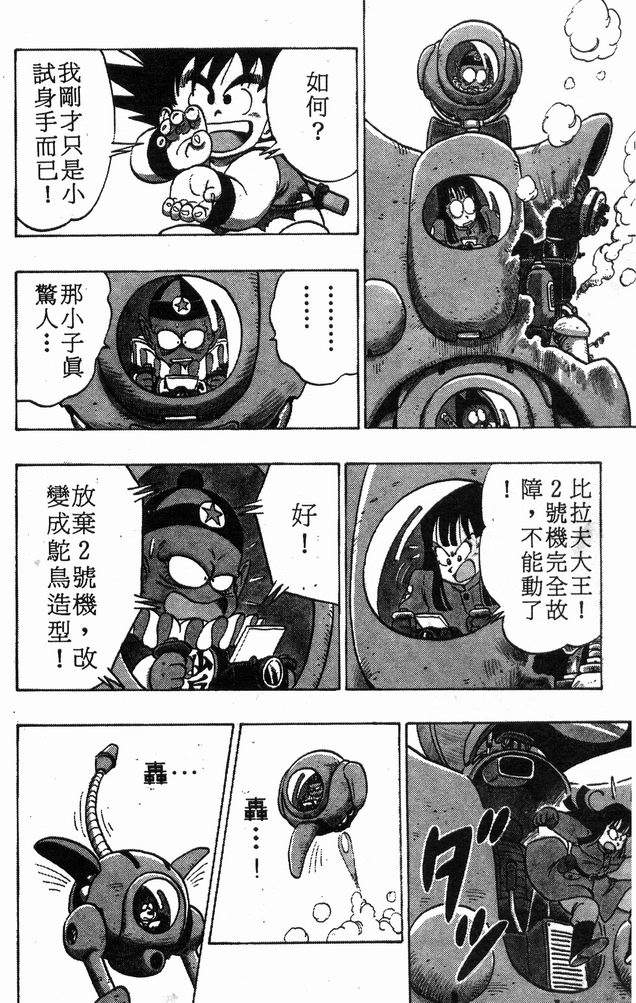 如何？
我剛才只是小
試身手而已！
………
那小子眞
驚人…
比拉夫大王！
２號機完全故
障，不能動了
！
好！
放棄２號機，改
變成鴕鳥造型！
ダッ
轟…！
轟…